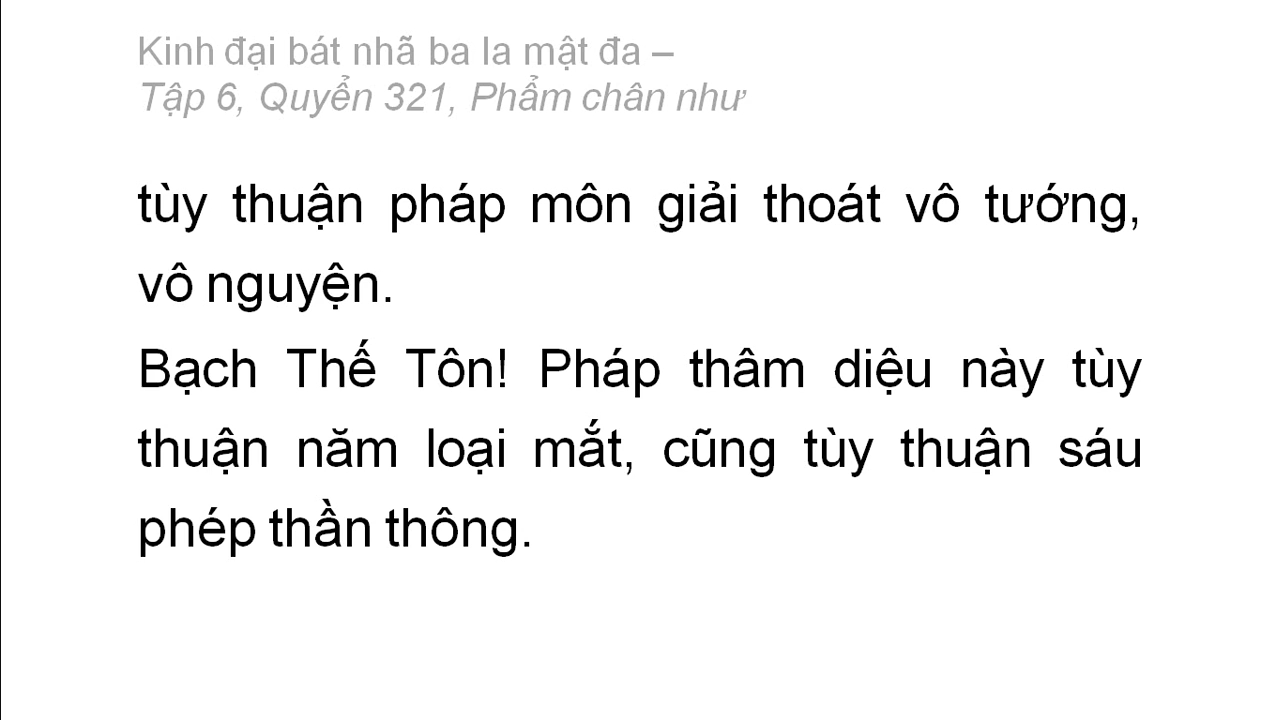 Kinh đại bát nhã ba la mật đa –
Tập 6, Quyển 321, Phẩm chân như
tùy thuận pháp môn giải thoát vô tướng,
vô nguyện.
Bạch Thế Tôn! Pháp thâm diệu này tùy
thuận năm loại mắt, cũng tùy thuận sáu
phép thần thông.